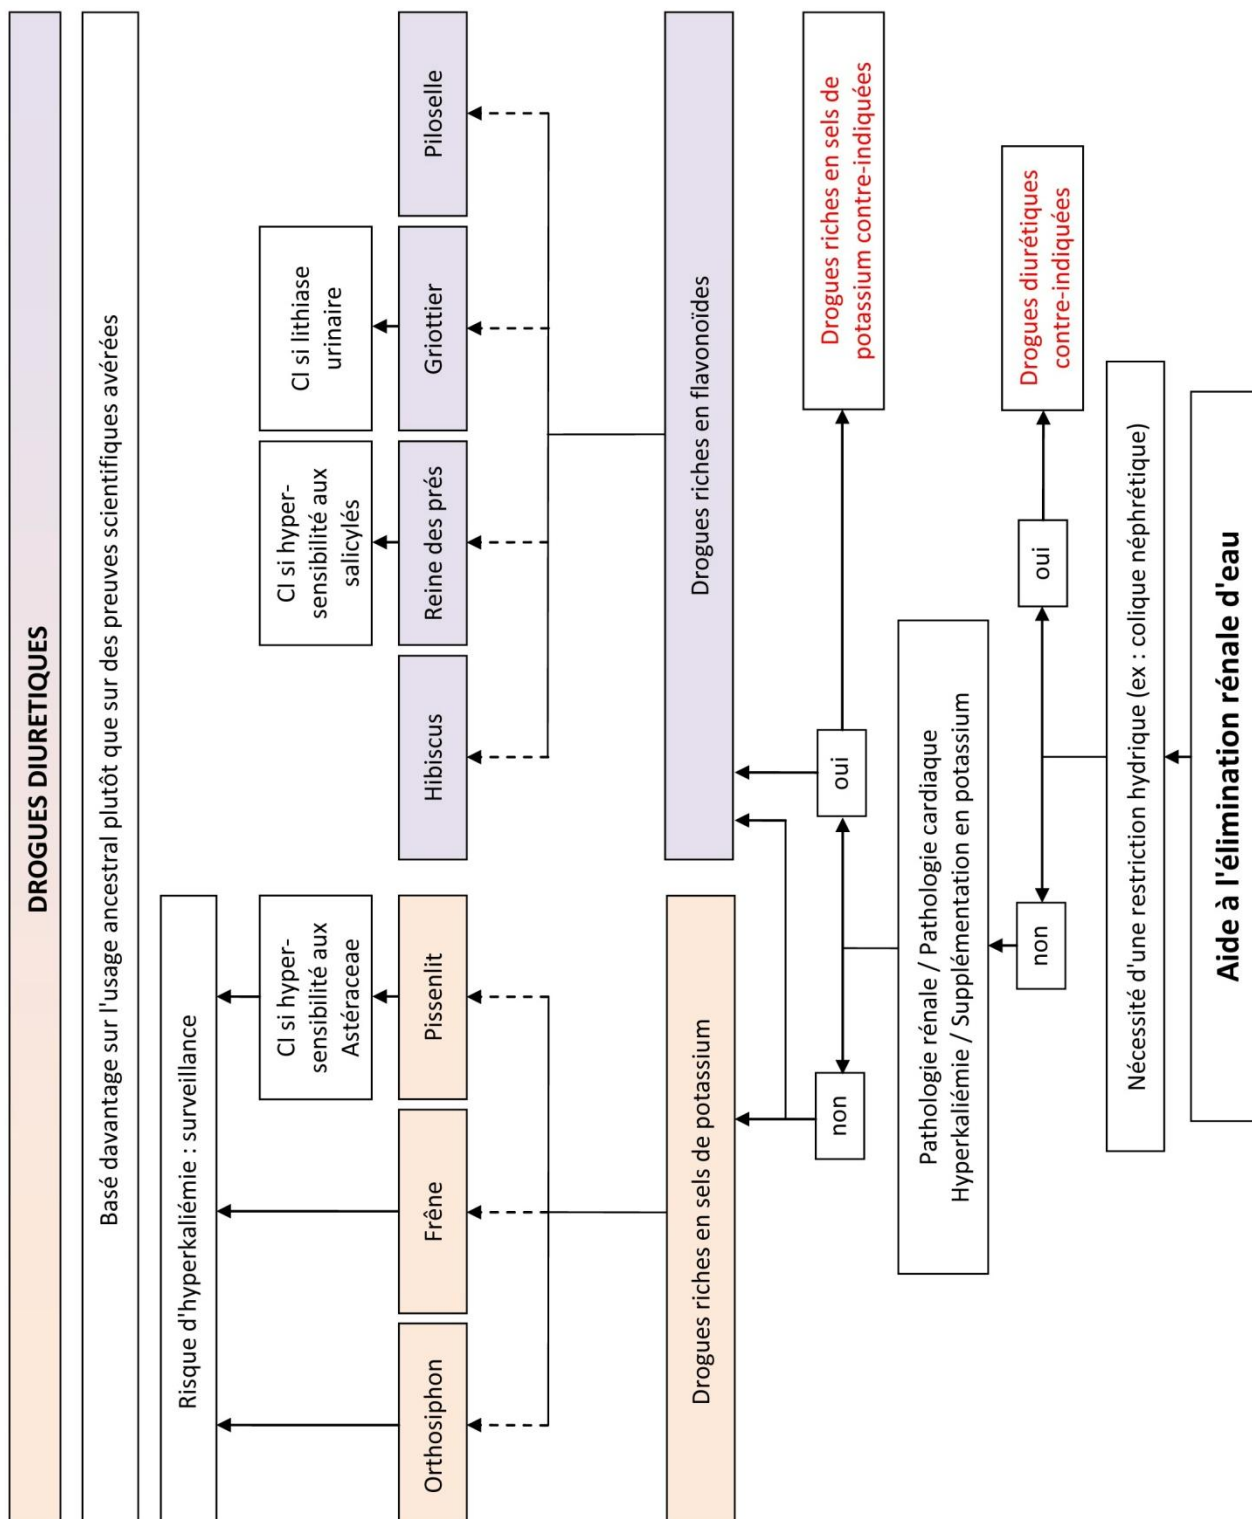 DROGUES DIURETIQUES
Basé davantage sur l'usage ancestral plutôt que sur des preuves scientifiques avérées
Risque d'hyperkaliémie : surveillance
CI si hyper-
sensibilité aux
Astéraceae
CI si hyper-
sensibilité aux
salicylés
CI si lithiase
urinaire
Orthosiphon
Frêne
Pissenlit
Hibiscus
Reine des prés
Griottier
Piloselle
Drogues riches en sels de potassium
Drogues riches en flavonoïdes
non
oui
Drogues riches en sels de
potassium contre-indiquées
Pathologie rénale / Pathologie cardiaque
Hyperkaliémie / Supplémentation en potassium
non
oui
Drogues diurétiques
contre-indiquées
Nécessité d'une restriction hydrique (ex : colique néphrétique)
Aide à l'élimination rénale d'eau